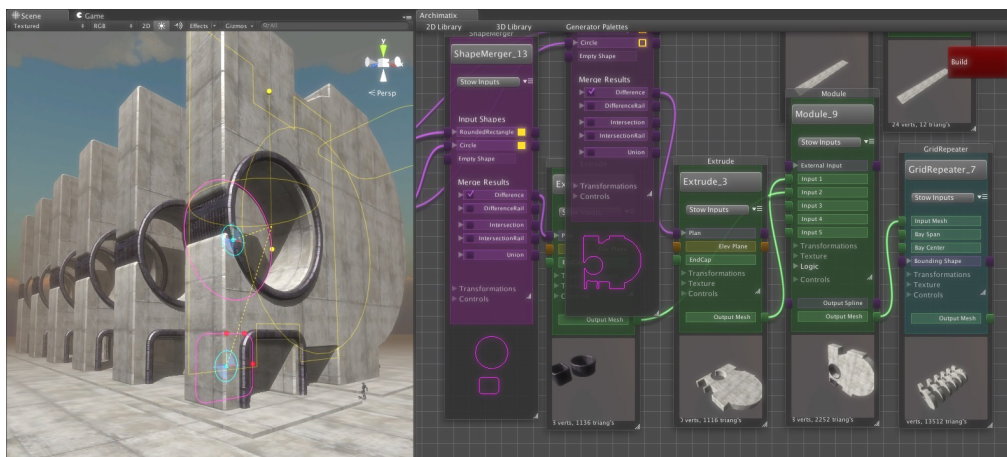 Scene
Game
Textured
RGB
2D
Effects
Gizmos
All
y
Persp
Archimatix
2D Library
3D Library
Generator Palettes
ShapeMerger
ShapeMerger_13
Stow Inputs
Input Shapes
RoundedRectangle
Circle
Empty Shape
Merge Results
Difference
DifferenceRail
Intersection
IntersectionRail
Union
Transformations
Controls
Circle
Empty Shape
Merge Results
Difference
DifferenceRail
Intersection
IntersectionRail
Union
Transformations
Controls
Output Mesh
3 verts, 1136 triang's
Extrude
Extrude_3
Stow Inputs
Plan
Elev Plane
EndCap
Transformations
Texture
Controls
Output Mesh
verts, 1116 triang's
Module
Module_9
Stow Inputs
External Input
Input 1
Input 2
Input 3
Input 4
Input 5
Transformations
Texture
Logic
Controls
Output Spline
Output Mesh
3 verts, 2252 triang's
24 verts, 12 triang's
Build
GridRepeater
GridRepeater_7
Stow Inputs
Input Mesh
Bay Span
Bay Center
Bounding Shape
Transformations
Texture
Controls
Output Mesh
verts, 13512 triang's